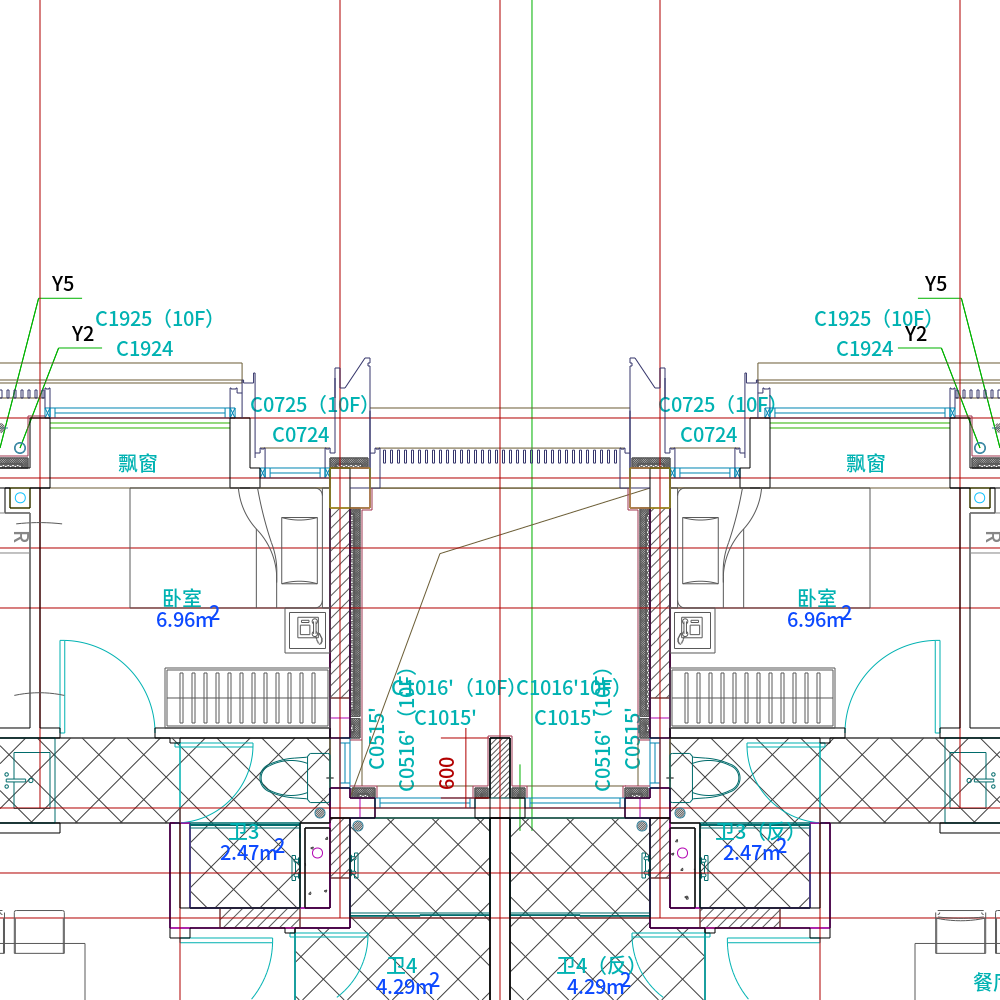 Y5
Y5
C1925（10F）
C1925（10F）
Y2
Y2
C1924
C1924
C0725（10F）
C0725（10F）
C0724
C0724
飘窗
飘窗
R
R
卧室
6.96m2
卧室
6.96m2
C1016'（10F）
C1016'10F）
C1015'
C1015'
C0515'
C0516'（10F）
C0516'（10F）
C0515'
600
卫3
2.47m2
卫3（反）
2.47m2
卫4
4.29m2
卫4（反）
4.29m2